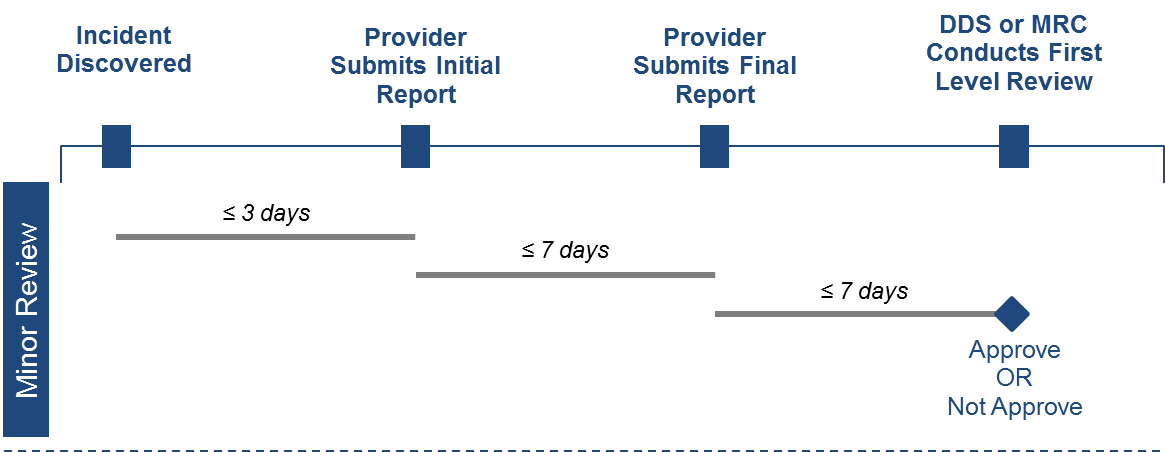 Incident
Discovered
Provider
Submits Initial
Report
Provider
Submits Final
Report
DDS or MRC
Conducts First
Level Review
Minor Review
≤ 3 days
≤ 7 days
≤ 7 days
Approve
OR
Not Approve